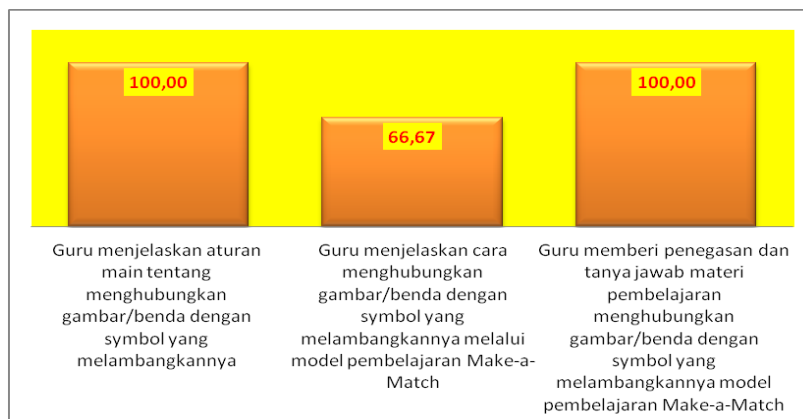 100,00
66,67
100,00
Guru menjelaskan aturan
main tentang
menghubungkan
gambar/benda dengan
symbol yang
melambangkannya
Guru menjelaskan cara
menghubungkan
gambar/benda dengan
symbol yang
melambangkannya melalui
model pembelajaran Make-a-
Match
Guru memberi penegasan dan
tanya jawab materi
pembelajaran
menghubungkan
gambar/benda dengan
symbol yang
melambangkannya model
pembelajaran Make-a-Match